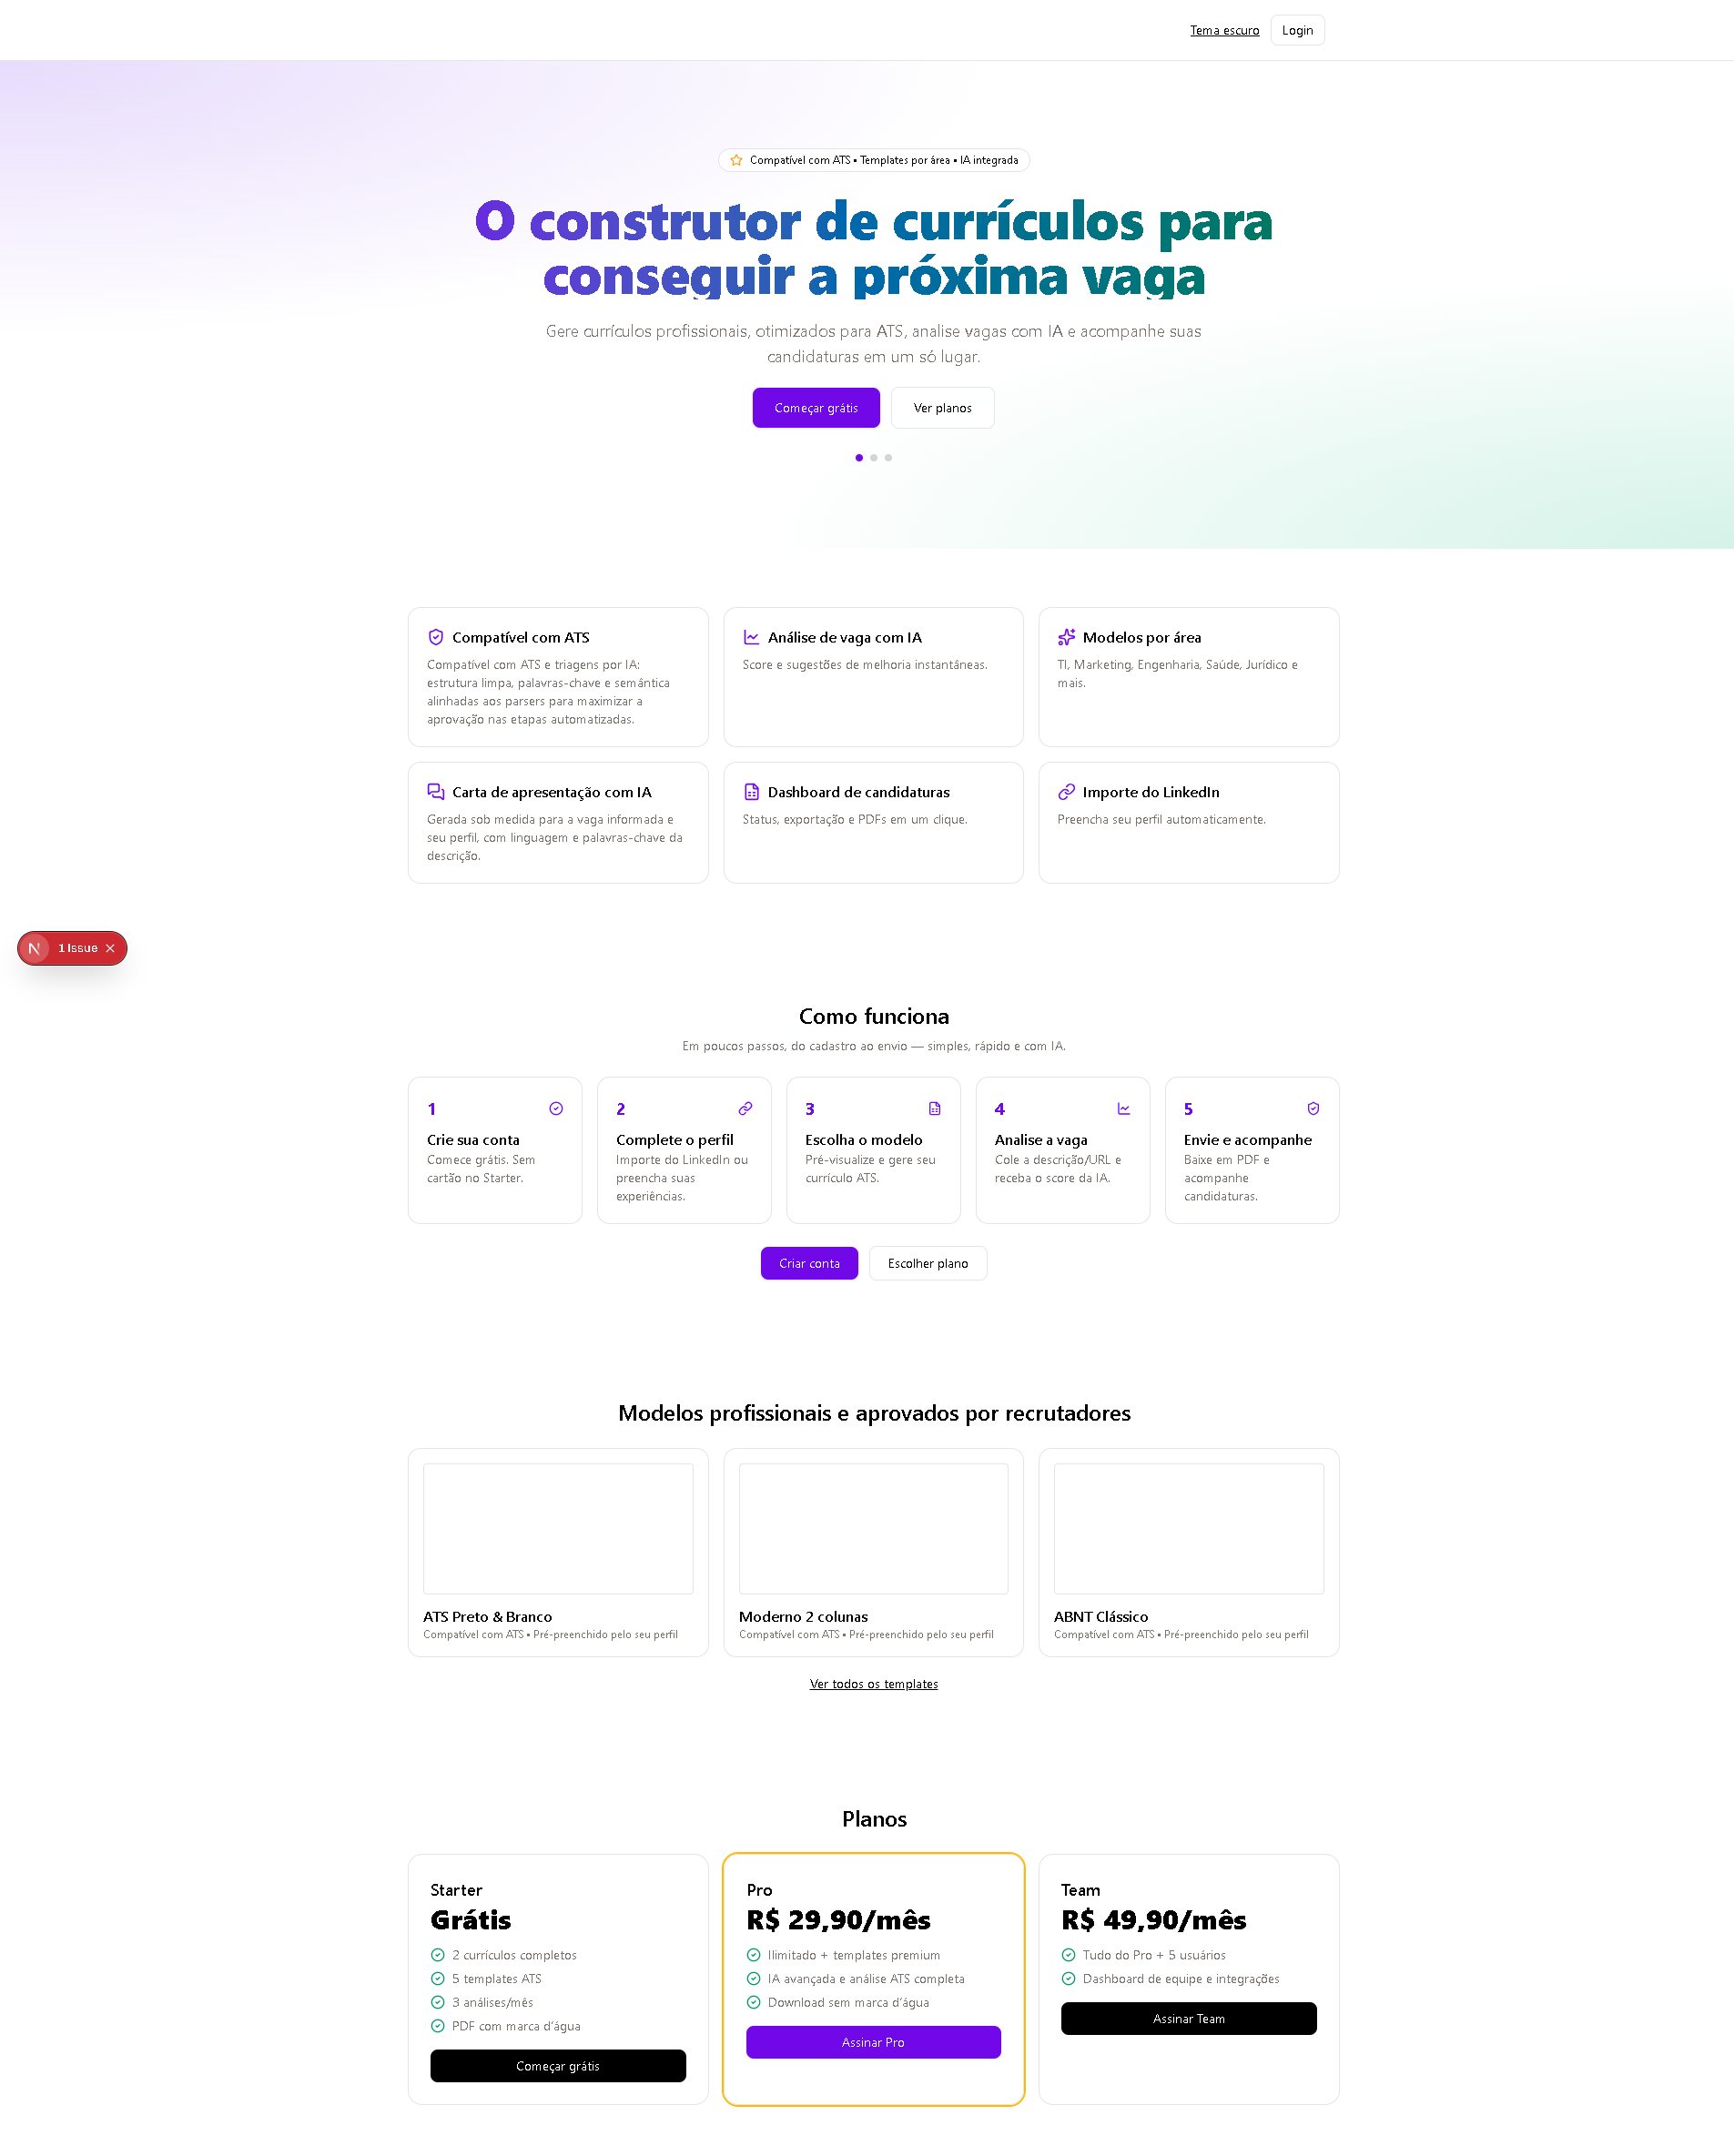 Tema escuro
Login
Compatível com ATS • Templates por área • IA integrada
O construtor de currículos para
conseguir a próxima vaga
Gere currículos profissionais, otimizados para ATS, analise vagas com IA e acompanhe suas
candidaturas em um só lugar.
Começar grátis
Ver planos
Compatível com ATS
Compatível com ATS e triagens por IA:
estrutura limpa, palavras-chave e semântica
alinhadas aos parsers para maximizar a
aprovação nas etapas automatizadas.
Análise de vaga com IA
Score e sugestões de melhoria instantâneas.
Modelos por área
TI, Marketing, Engenharia, Saúde, Jurídico e
mais.
Carta de apresentação com IA
Gerada sob medida para a vaga informada e
seu perfil, com linguagem e palavras-chave da
descrição.
Dashboard de candidaturas
Status, exportação e PDFs em um clique.
Importe do LinkedIn
Preencha seu perfil automaticamente.
N
1 Issue
Como funciona
Em poucos passos, do cadastro ao envio — simples, rápido e com IA.
1
Crie sua conta
Comece grátis. Sem
cartão no Starter.
2
Complete o perfil
Importe do LinkedIn ou
preencha suas
experiências.
3
Escolha o modelo
Pré-visualize e gere seu
currículo ATS.
4
Analise a vaga
Cole a descrição/URL e
receba o score da IA.
5
Envie e acompanhe
Baixe em PDF e
acompanhe
candidaturas.
Criar conta
Escolher plano
Modelos profissionais e aprovados por recrutadores
ATS Preto & Branco
Compatível com ATS • Pré-preenchido pelo seu perfil
Moderno 2 colunas
Compatível com ATS • Pré-preenchido pelo seu perfil
ABNT Clássico
Compatível com ATS • Pré-preenchido pelo seu perfil
Ver todos os templates
Planos
Starter
Grátis
2 currículos completos
5 templates ATS
3 análises/mês
PDF com marca d'água
Começar grátis
Pro
R$ 29,90/mês
Ilimitado + templates premium
IA avançada e análise ATS completa
Download sem marca d'água
Assinar Pro
Team
R$ 49,90/mês
Tudo do Pro + 5 usuários
Dashboard de equipe e integrações
Assinar Team